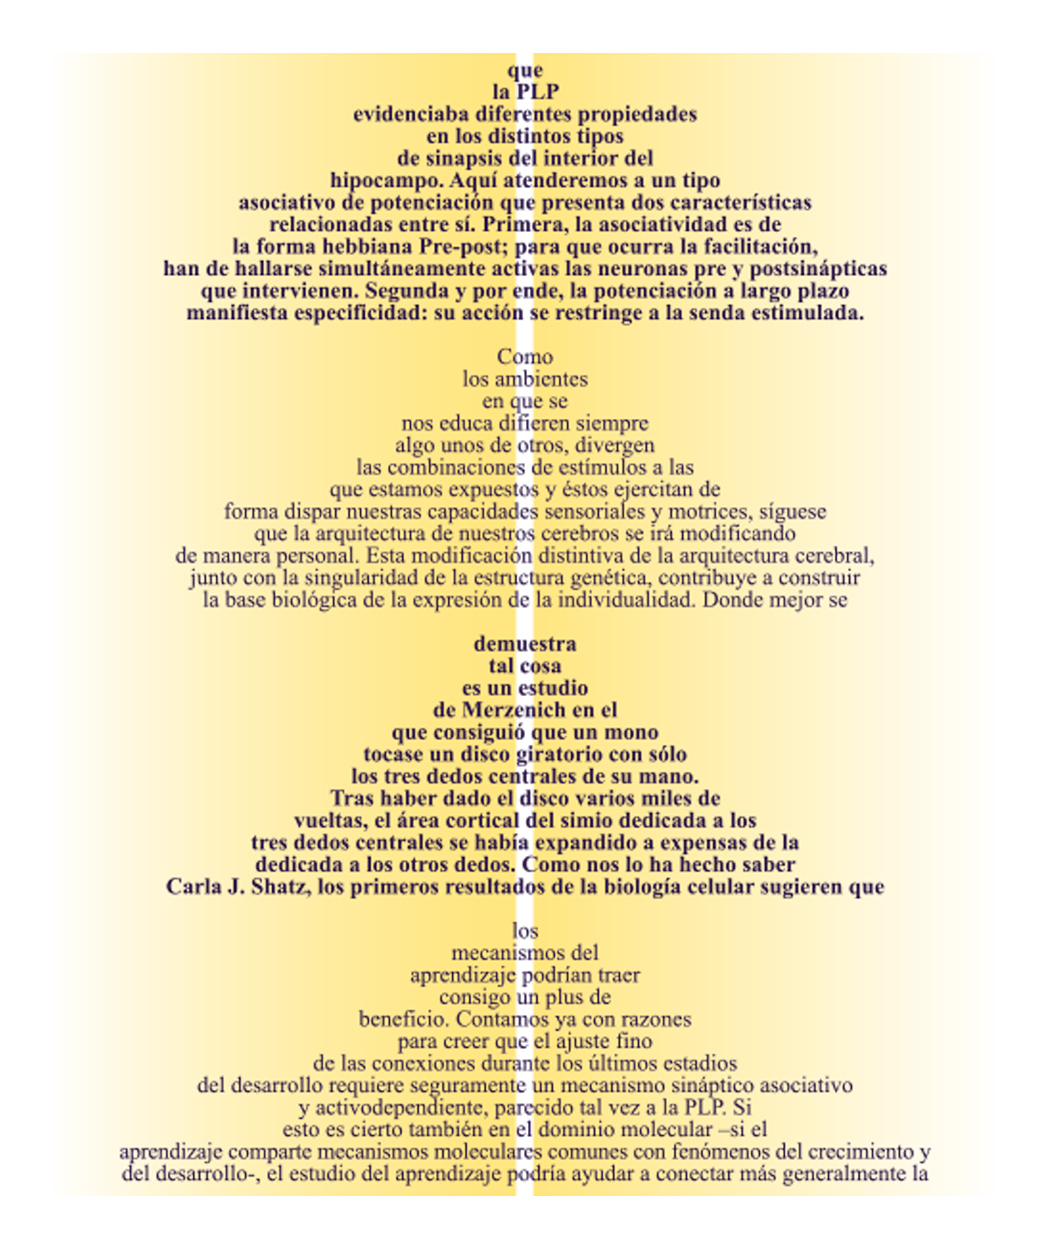 que
la PLP
evidenciaba diferentes propiedades
en los distintos tipos
de sinapsis del interior del
hipocampo. Aquí atenderemos a un tipo
asociativo de potenciación que presenta dos características
relacionadas entre sí. Primera, la asociatividad es de
la forma hebbiana Pre-post; para que ocurra la facilitación,
han de hallarse simultáneamente activas las neuronas pre y postsinápticas
que intervienen. Segunda y por ende, la potenciación a largo plazo
manifiesta especificidad: su acción se restringe a la senda estimulada.
Como
los ambientes
en que se
nos educa difieren siempre
algo unos de otros, divergen
las combinaciones de estímulos a las
que estamos expuestos y éstos ejercitan de
forma dispar nuestras capacidades sensoriales y motrices, síguese
que la arquitectura de nuestros cerebros se irá modificando
de manera personal. Esta modificación distintiva de la arquitectura cerebral,
junto con la singularidad de la estructura genética, contribuye a construir
la base biológica de la expresión de la individualidad. Donde mejor se
demuestra
tal cosa
es un estudio
de Merzenich en el
que consiguió que un mono
tocase un disco giratorio con sólo
los tres dedos centrales de su mano.
Tras haber dado el disco varios miles de
vueltas, el área cortical del simio dedicada a los
tres dedos centrales se había expandido a expensas de la
dedicada a los otros dedos. Como nos lo ha hecho saber
Carla J. Shatz, los primeros resultados de la biología celular sugieren que
los
mecanismos del
aprendizaje podrían traer
consigo un plus de
beneficio. Contamos ya con razones
para creer que el ajuste fino
de las conexiones durante los últimos estadios
del desarrollo requiere seguramente un mecanismo sináptico asociativo
y activodependiente, parecido tal vez a la PLP. Si
esto es cierto también en el dominio molecular –si el
aprendizaje comparte mecanismos moleculares comunes con fenómenos del crecimiento y
del desarrollo-, el estudio del aprendizaje podría ayudar a conectar más generalmente la